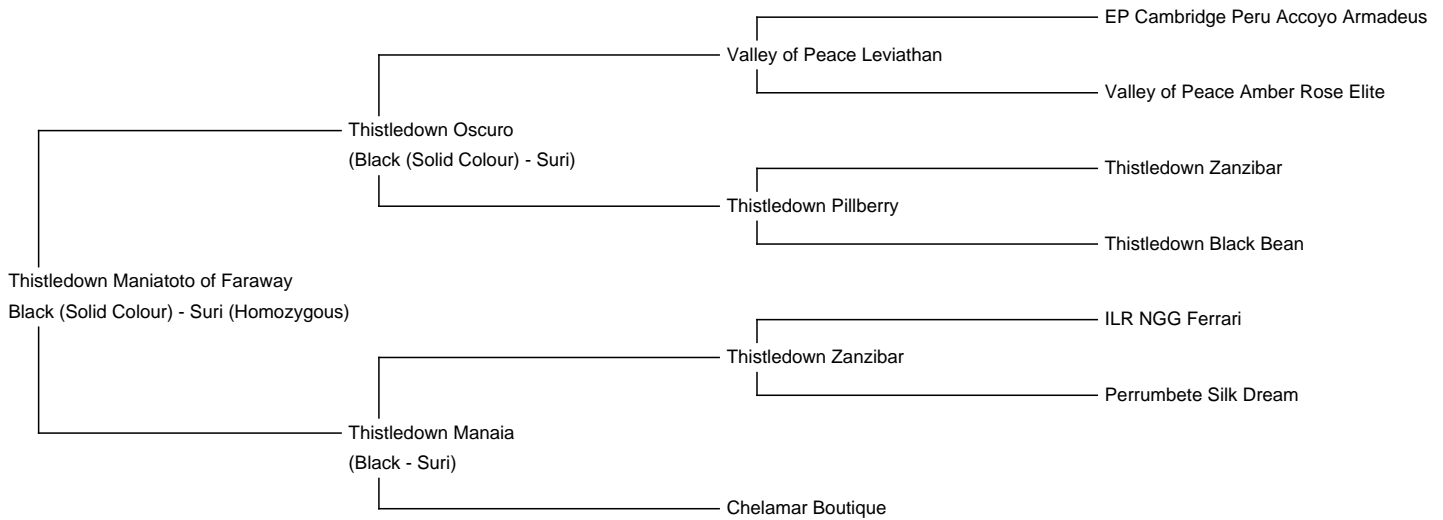 EP Cambridge Peru Accoyo Armadeus
Valley of Peace Leviathan
Valley of Peace Amber Rose Elite
Thistledown Oscuro
(Black (Solid Colour) - Suri)
Thistledown Zanzibar
Thistledown Pillberry
Thistledown Black Bean
Thistledown Maniatoto of Faraway
Black (Solid Colour) - Suri (Homozygous)
ILR NGG Ferrari
Thistledown Zanzibar
Perrumbete Silk Dream
Thistledown Manaia
(Black - Suri)
Chelamar Boutique